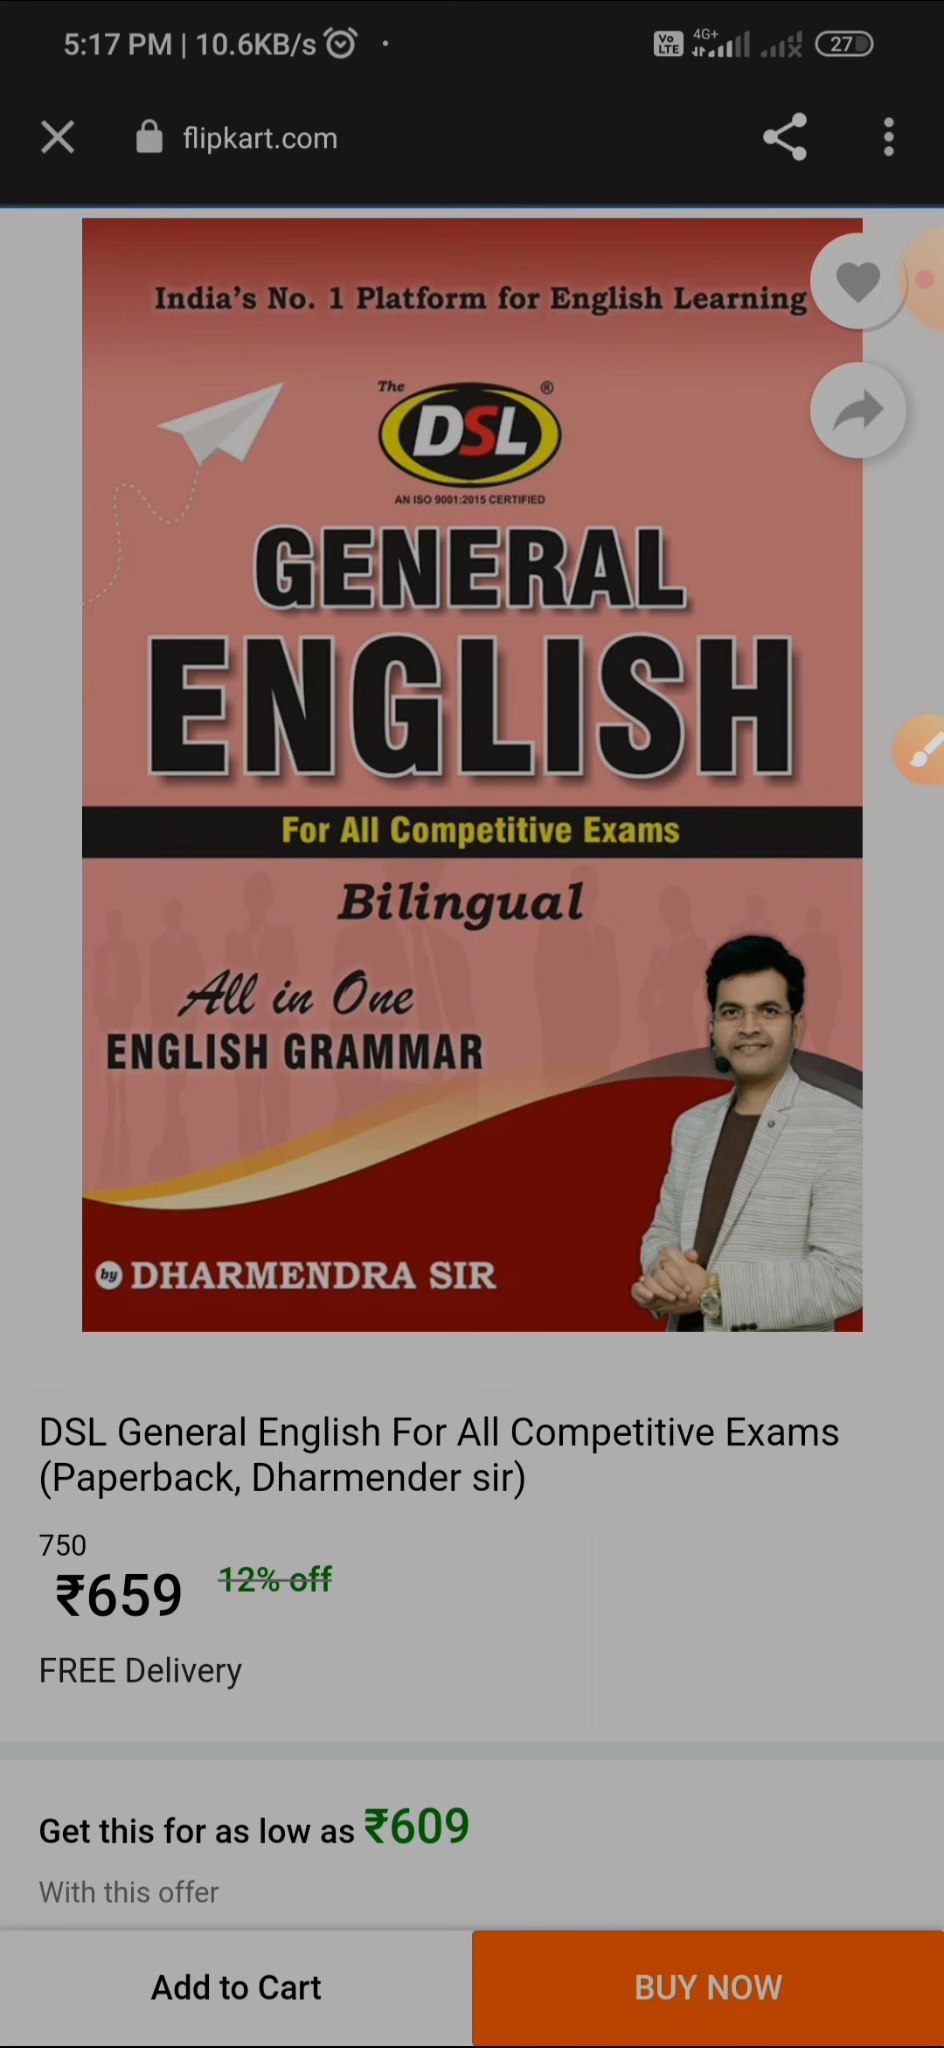 5:17 PM | 10.6KB/s
Vo LTE 4G+ 27
flipkart.com
India's No. 1 Platform for English Learning
The DSL ®
AN ISO 9001:2015 CERTIFIED
GENERAL
ENGLISH
For All Competitive Exams
Bilingual
All in One
ENGLISH GRAMMAR
by DHARMENDRA SIR
DSL General English For All Competitive Exams
(Paperback, Dharmender sir)
750
₹659 12% off
FREE Delivery
Get this for as low as ₹609
With this offer
Add to Cart BUY NOW